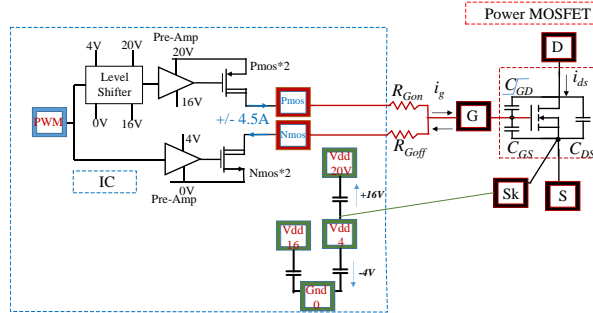 Power MOSFET
Pre-Amp
4V
20V
20V
Pmos*2
D
Level
Shifter
R_Gon
i_g
i_ds
C_GD
Pmos
16V
PWM
+/- 4.5A
G
0V
16V
4V
Nmos
R_Goff
C_GS
C_DS
Vdd
20V
IC
Nmos*2
0V
Pre-Amp
+16V
Sk
S
Vdd
16
Vdd
4
-4V
Gnd
0